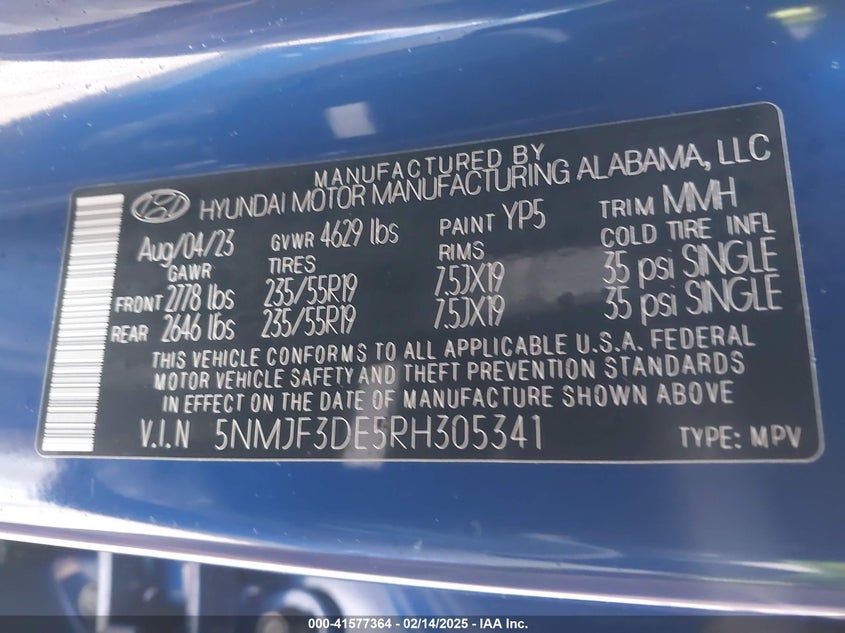 MANUFACTURED BY
HYUNDAI MOTOR MANUFACTURING ALABAMA, LLC
Aug/04/23 GVWR 4629 lbs PAINT YP5 TRIM MMH
GAWR TIRES RIMS COLD TIRE INFL
FRONT 2778 lbs 235/55R19 7.5JX19 35 psi SINGLE
REAR 2646 lbs 235/55R19 7.5JX19 35 psi SINGLE
THIS VEHICLE CONFORMS TO ALL APPLICABLE U.S.A. FEDERAL
MOTOR VEHICLE SAFETY AND THEFT PREVENTION STANDARDS
IN EFFECT ON THE DATE OF MANUFACTURE SHOWN ABOVE
V.I.N 5NMJF3DE5RH305341 TYPE: MPV
000-41577364 - 02/14/2025 - IAA Inc.